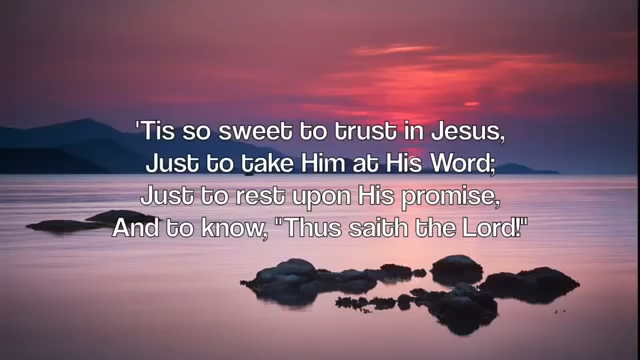 'Tis so sweet to trust in Jesus,
Just to take Him at His Word;
Just to rest upon His promise,
And to know, "Thus saith the Lord!"